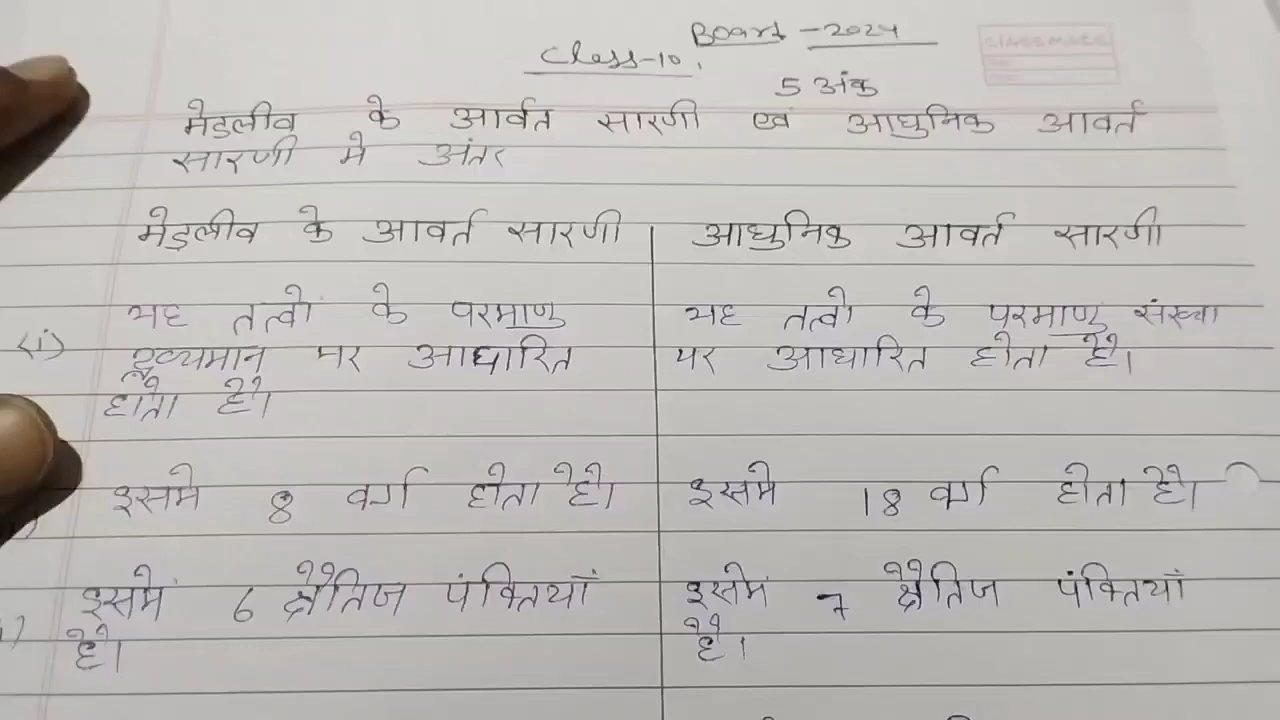 Board - 2024
Class-10.
5 अंक
मेडलीव के आर्वत सारणी एवं आधुनिक आवर्त
सारणी मे अंतर
मेडलीव के आवर्त सारणी
आधुनिक आवर्त सारणी
(i)
यह तत्वो के परमाणु
द्रव्यमान पर आधारित
होता है।
यह तत्वो के परमाणु संख्या
पर आधारित होता है।
इसमे 8 वर्ग होता है।
इसमे 18 वर्ग होता है।
इसमे 6 क्षैतिज पंक्तियाँ
है।
इसमे 7 क्षैतिज पंक्तियाँ
है।